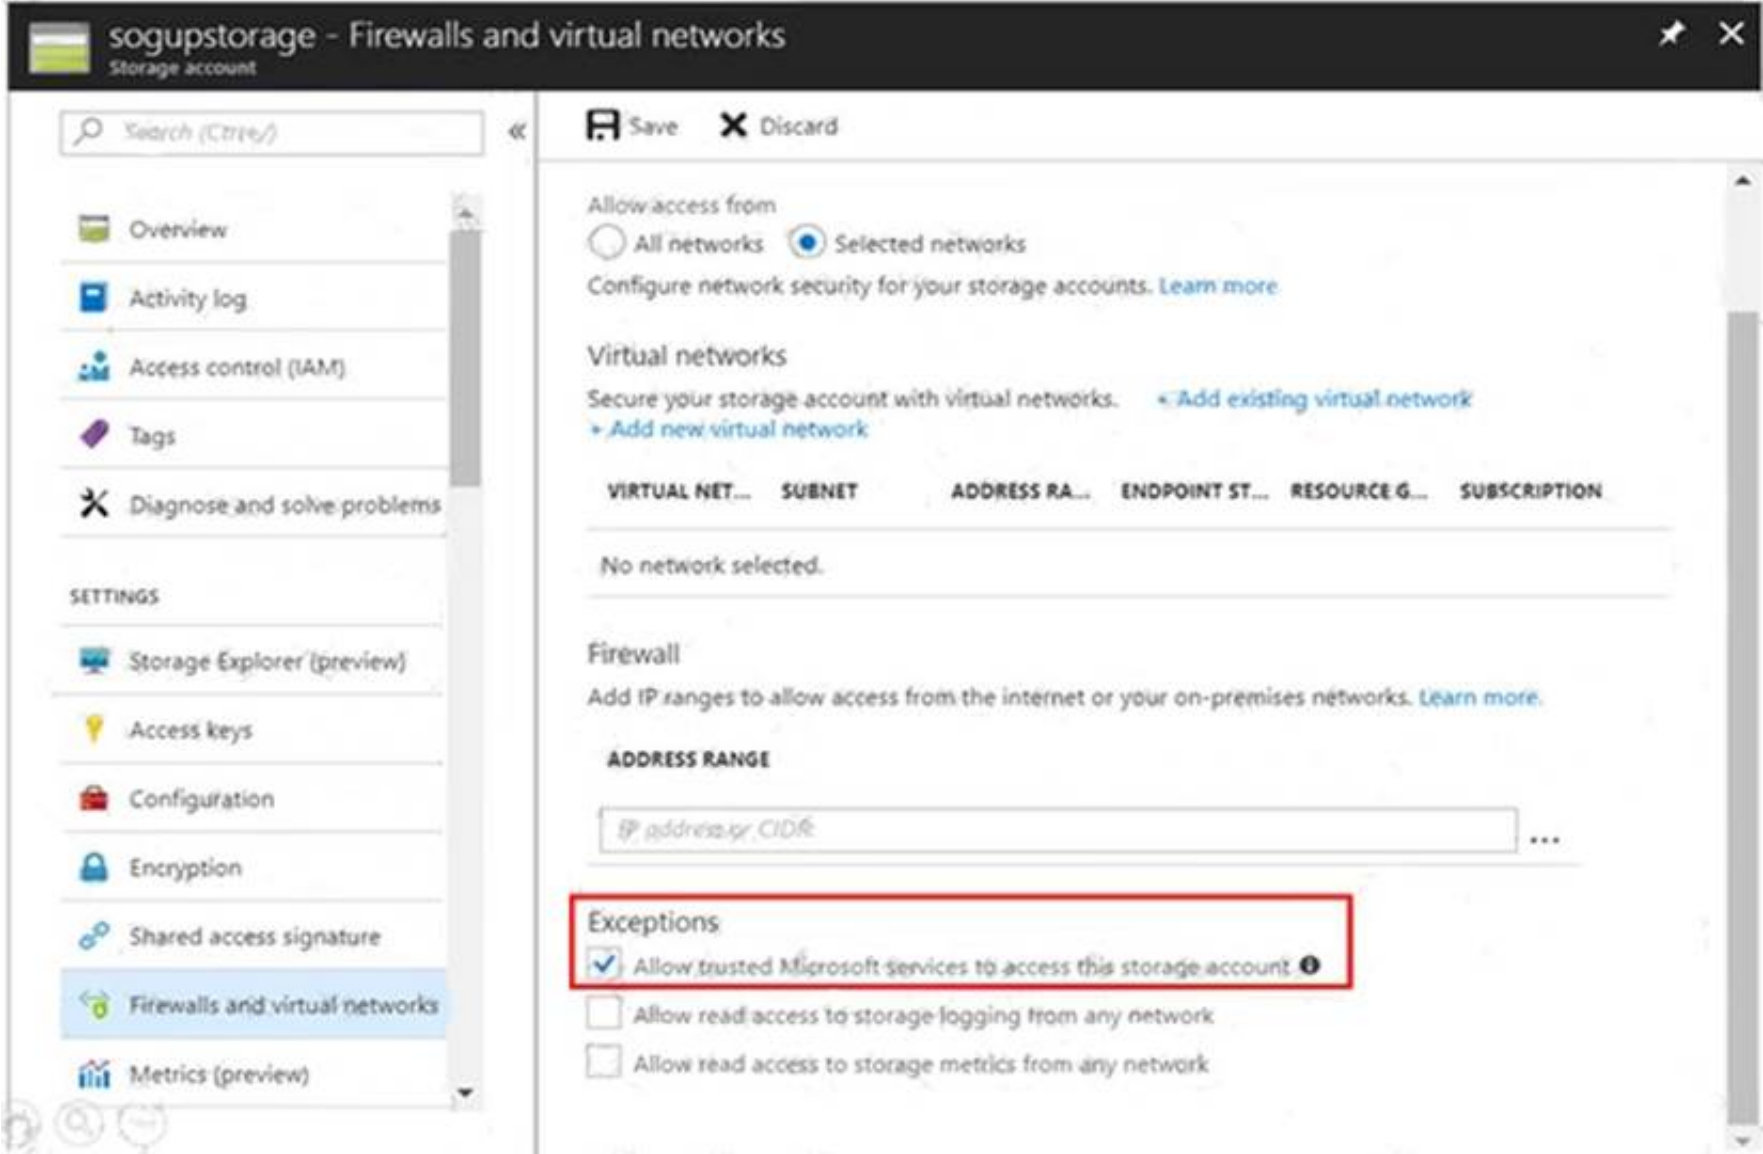 sogupstorage - Firewalls and virtual networks
Storage account
Search (Ctrl+/)
«
Overview
Activity log
Access control (IAM)
Tags
Diagnose and solve problems
SETTINGS
Storage Explorer (preview)
Access keys
Configuration
Encryption
Shared access signature
Firewalls and virtual networks
Metrics (preview)
Save Discard
Allow access from
All networks Selected networks
Configure network security for your storage accounts. Learn more
Virtual networks
Secure your storage account with virtual networks. + Add existing virtual network
+ Add new virtual network
VIRTUAL NET... SUBNET ADDRESS RA... ENDPOINT ST... RESOURCE G... SUBSCRIPTION
No network selected.
Firewall
Add IP ranges to allow access from the internet or your on-premises networks. Learn more.
ADDRESS RANGE
IP address or CIDR
...
Exceptions
Allow trusted Microsoft services to access this storage account
Allow read access to storage logging from any network
Allow read access to storage metrics from any network